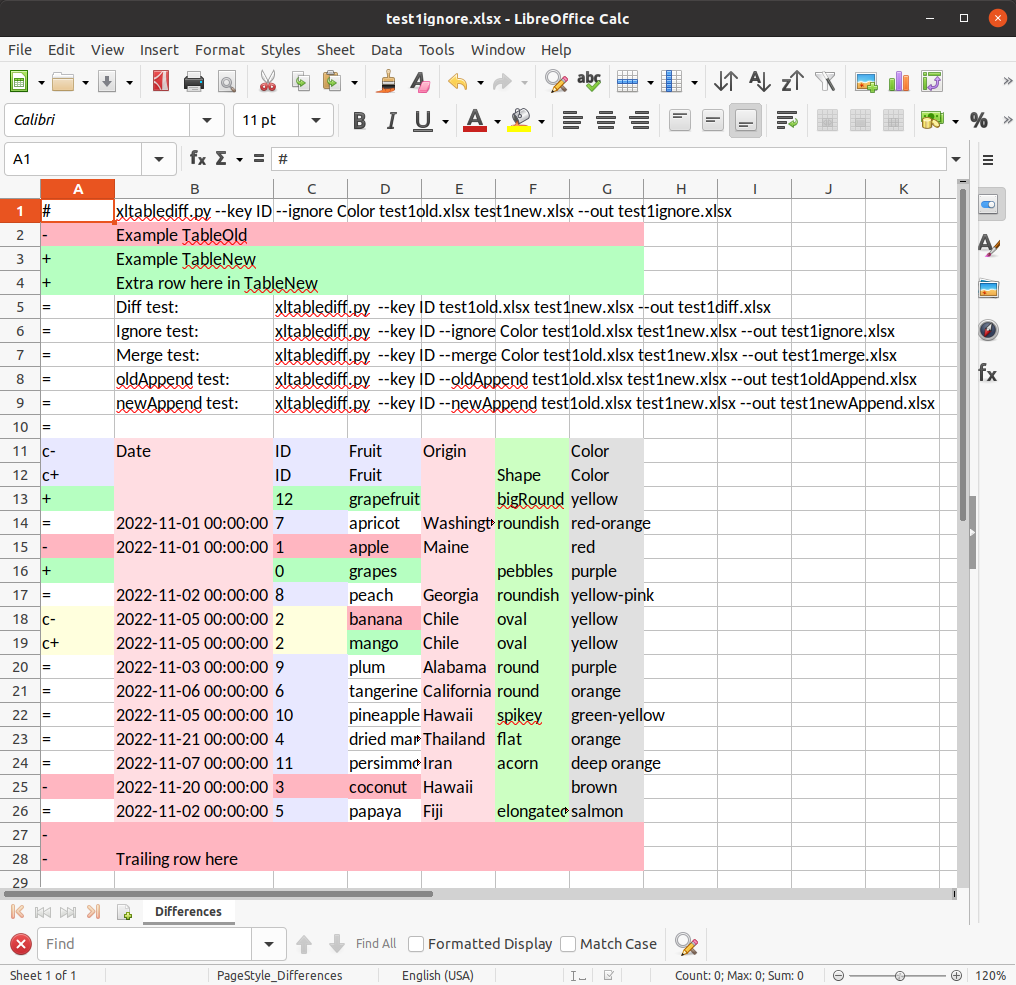 test1ignore.xlsx - LibreOffice Calc
File Edit View Insert Format Styles Sheet Data Tools Window Help
abc
Calibri 11 pt B I U A %
A1 fx Σ = #
A B C D E F G H I J K
1 # xltablediff.py --key ID --ignore Color test1old.xlsx test1new.xlsx --out test1ignore.xlsx
2 - Example TableOld
3 + Example TableNew
4 + Extra row here in TableNew
5 = Diff test: xltablediff.py --key ID test1old.xlsx test1new.xlsx --out test1diff.xlsx
6 = Ignore test: xltablediff.py --key ID --ignore Color test1old.xlsx test1new.xlsx --out test1ignore.xlsx
7 = Merge test: xltablediff.py --key ID --merge Color test1old.xlsx test1new.xlsx --out test1merge.xlsx
8 = oldAppend test: xltablediff.py --key ID --oldAppend test1old.xlsx test1new.xlsx --out test1oldAppend.xlsx
9 = newAppend test: xltablediff.py --key ID --newAppend test1old.xlsx test1new.xlsx --out test1newAppend.xlsx
10 =
11 c- Date ID Fruit Origin Color
12 c+ ID Fruit Shape Color
13 + 12 grapefruit bigRound yellow
14 = 2022-11-01 00:00:00 7 apricot Washingt roundish red-orange
15 - 2022-11-01 00:00:00 1 apple Maine red
16 + 0 grapes pebbles purple
17 = 2022-11-02 00:00:00 8 peach Georgia roundish yellow-pink
18 c- 2022-11-05 00:00:00 2 banana Chile oval yellow
19 c+ 2022-11-05 00:00:00 2 mango Chile oval yellow
20 = 2022-11-03 00:00:00 9 plum Alabama round purple
21 = 2022-11-06 00:00:00 6 tangerine California round orange
22 = 2022-11-05 00:00:00 10 pineapple Hawaii spikey green-yellow
23 = 2022-11-21 00:00:00 4 dried mar Thailand flat orange
24 = 2022-11-07 00:00:00 11 persimmo Iran acorn deep orange
25 - 2022-11-20 00:00:00 3 coconut Hawaii brown
26 = 2022-11-02 00:00:00 5 papaya Fiji elongated salmon
27 -
28 - Trailing row here
29
Differences
Find Find All Formatted Display Match Case
Sheet 1 of 1 PageStyle_Differences English (USA) Count: 0; Max: 0; Sum: 0 120%